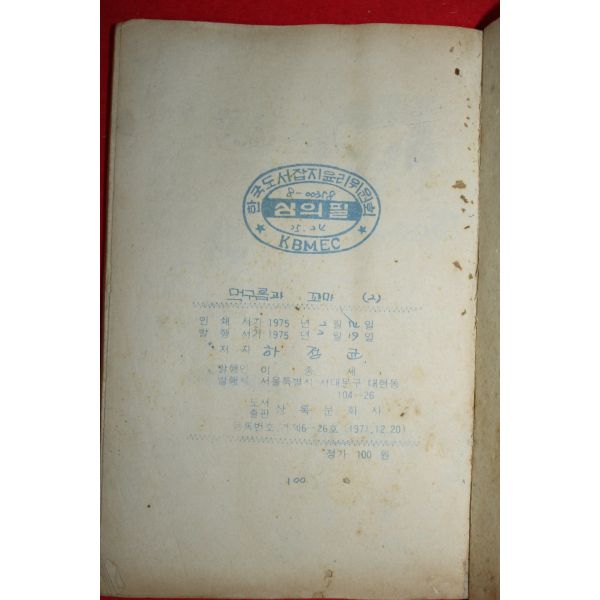 한국도서잡지윤리위원회
8-00358
심의필
KBMEC
먹구름과 꼬마 (2)
인 쇄 서기 1975 년 2 월 일
발 행 서기 1975 년 2 월 19 일
저 자 하 점 균
발행인 이 종 세
발행처 서울특별시 서대문구 대현동
104-26
도서
출판 상 록 문 화 사
등록번호 6-26호 (1971.12.20)
정가 100 원
100